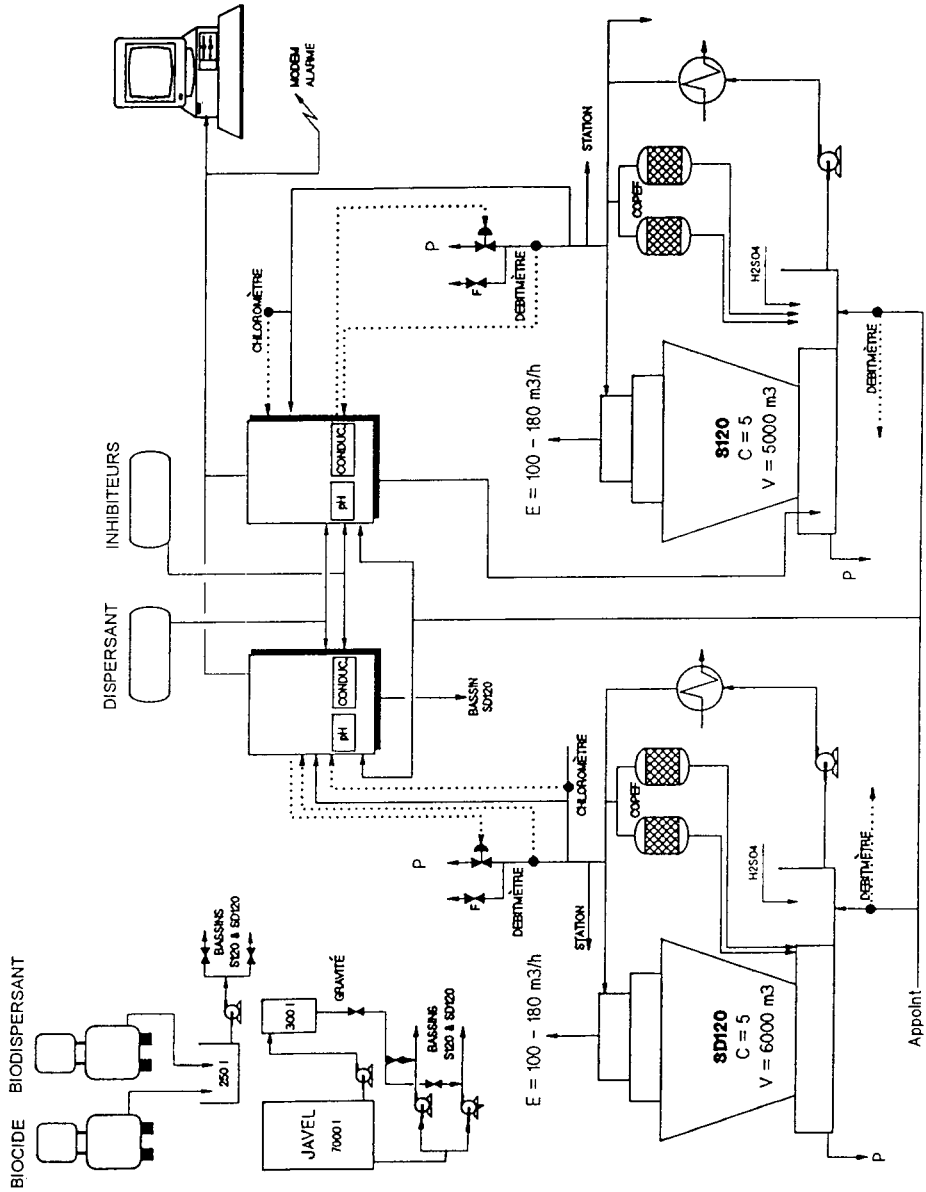 BIOCIDE
BIODISPERSANT
250 l
BASSINS
S120 & SD120
JAVEL
7000 l
300 l
GRAVITÉ
BASSINS
S120 & SD120
DISPERSANT
INHIBITEURS
MODEM
ALARME
pH
CONDUC.
BASSIN
SD120
pH
CONDUC.
CHLOROMÈTRE
P
F
DEBITMÈTRE
STATION
CHLOROMÈTRE
E = 100 - 180 m3/h
COPEF
H2SO4
SD120
C = 5
V = 6000 m3
P
DEBITMÈTRE
Appoint
P
F
DEBITMÈTRE
STATION
E = 100 - 180 m3/h
COPEF
H2SO4
S120
C = 5
V = 5000 m3
P
DEBITMÈTRE